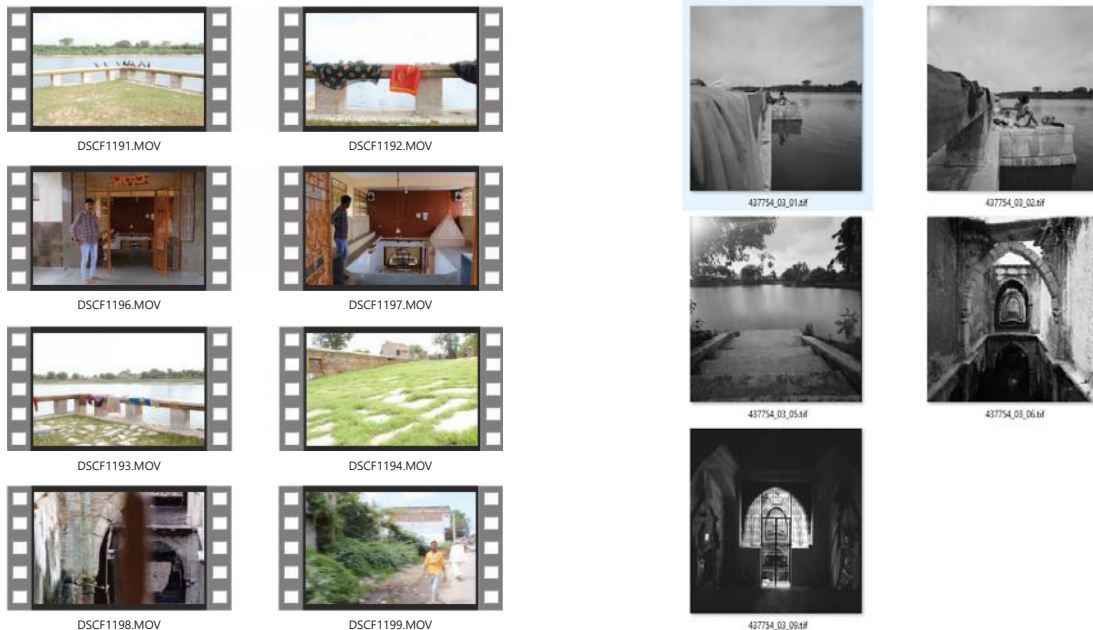 DSCF1191.MOV
DSCF1192.MOV
DSCF1196.MOV
DSCF1197.MOV
DSCF1193.MOV
DSCF1194.MOV
DSCF1198.MOV
DSCF1199.MOV
437754_03_01.tif
437754_03_02.tif
437754_03_05.tif
437754_03_06.tif
437754_03_09.tif